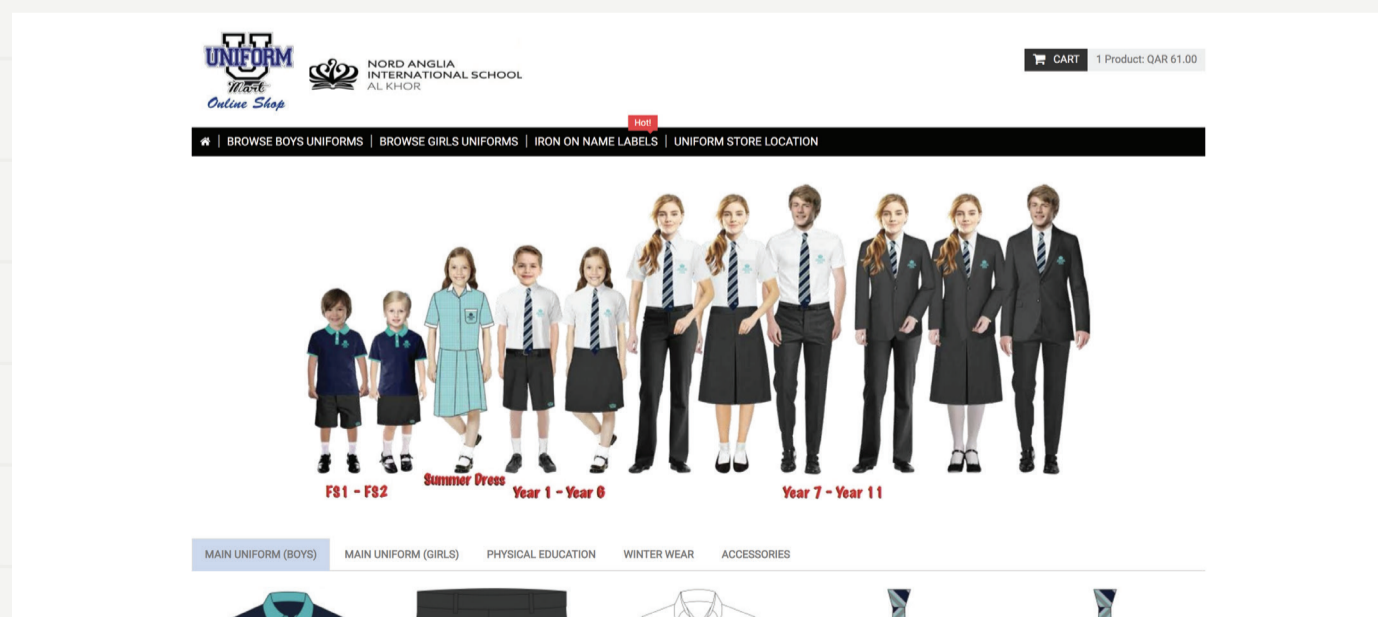 UNIFORM
Mart
Online Shop
NORD ANGLIA
INTERNATIONAL SCHOOL
AL KHOR
CART 1 Product: QAR 61.00
Hot!
BROWSE BOYS UNIFORMS | BROWSE GIRLS UNIFORMS | IRON ON NAME LABELS | UNIFORM STORE LOCATION
FS1 - FS2
Summer Dress
Year 1 - Year 6
Year 7 - Year 11
MAIN UNIFORM (BOYS) MAIN UNIFORM (GIRLS) PHYSICAL EDUCATION WINTER WEAR ACCESSORIES